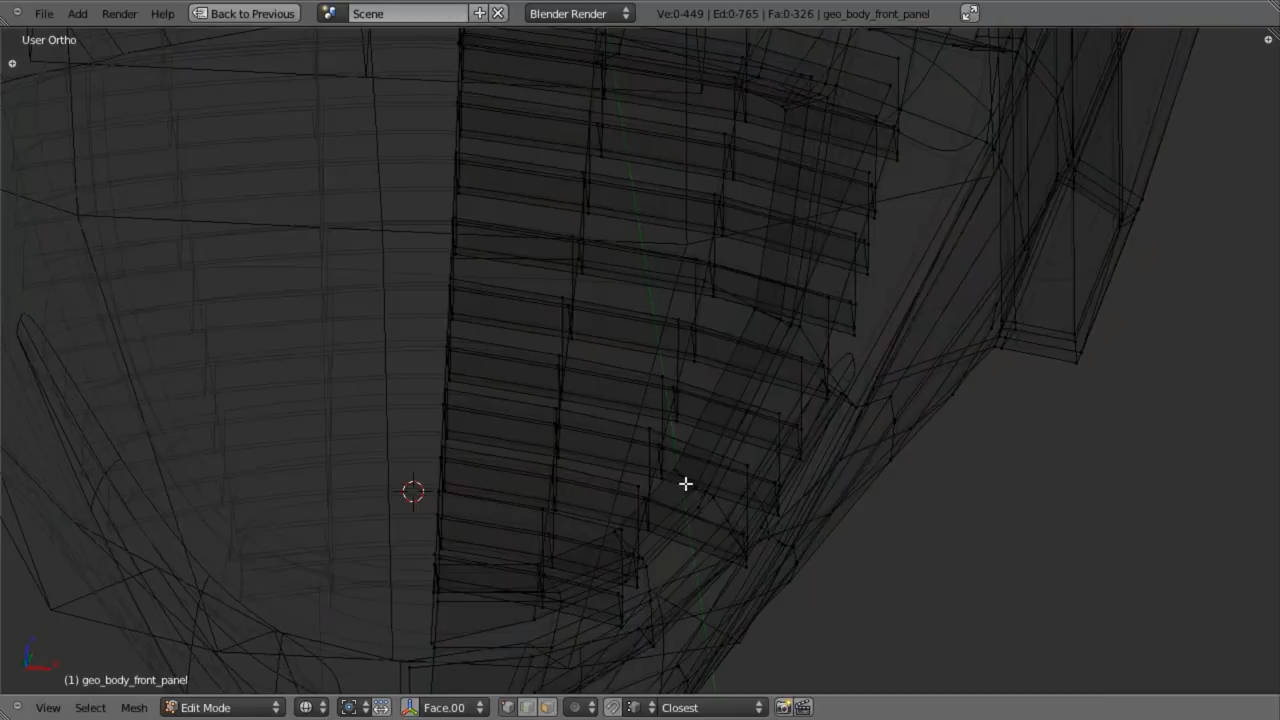 File Add Render Help Back to Previous Scene Blender Render Ve:0-449 | Ed:0-765 | Fa:0-326 | geo_body_front_panel
User Ortho
(1) geo_body_front_panel
View Select Mesh Edit Mode Face.00 Closest